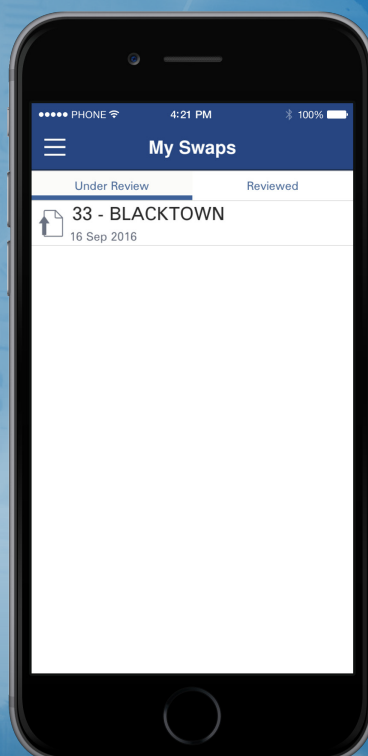 PHONE 4:21 PM 100%
My Swaps
Under Review Reviewed
33 - BLACKTOWN
16 Sep 2016